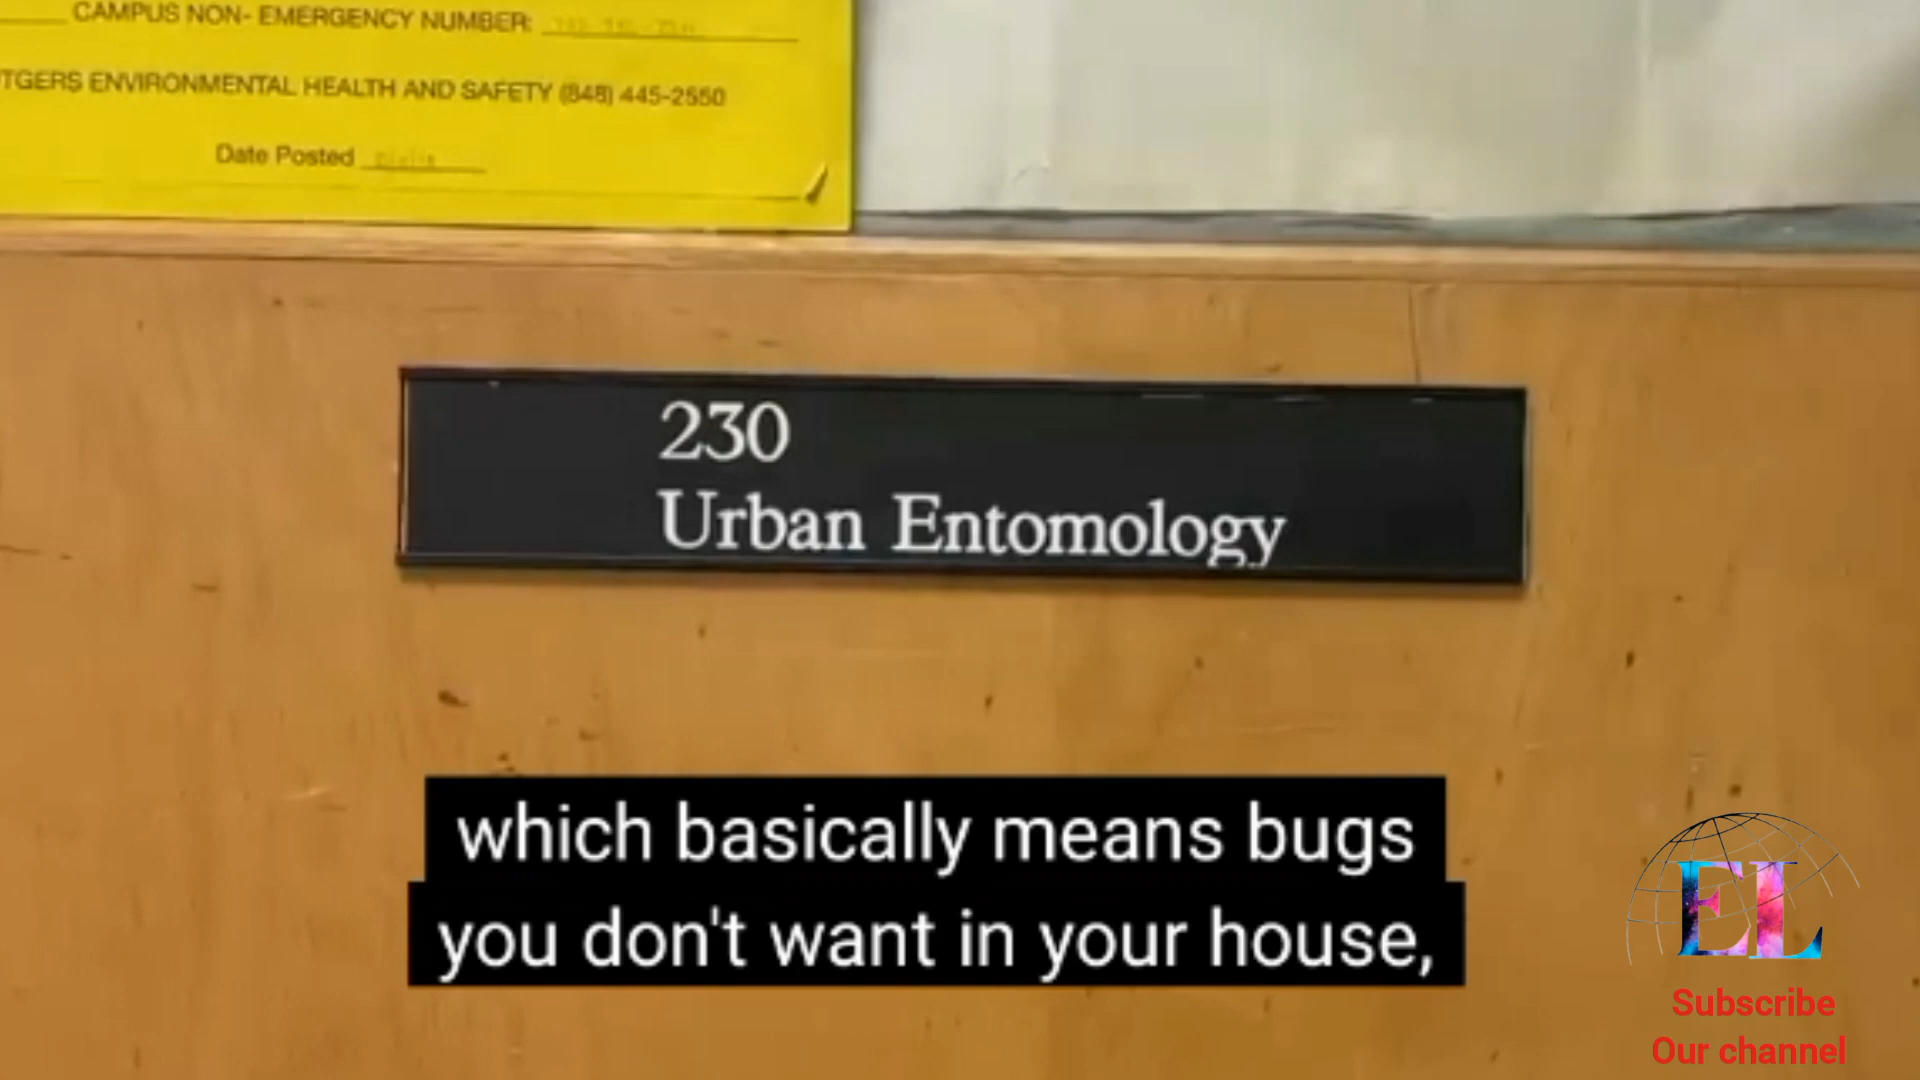 CAMPUS NON- EMERGENCY NUMBER:
TGERS ENVIRONMENTAL HEALTH AND SAFETY (848) 445-2550
Date Posted
230
Urban Entomology
which basically means bugs
you don't want in your house,
EL
Subscribe
Our channel